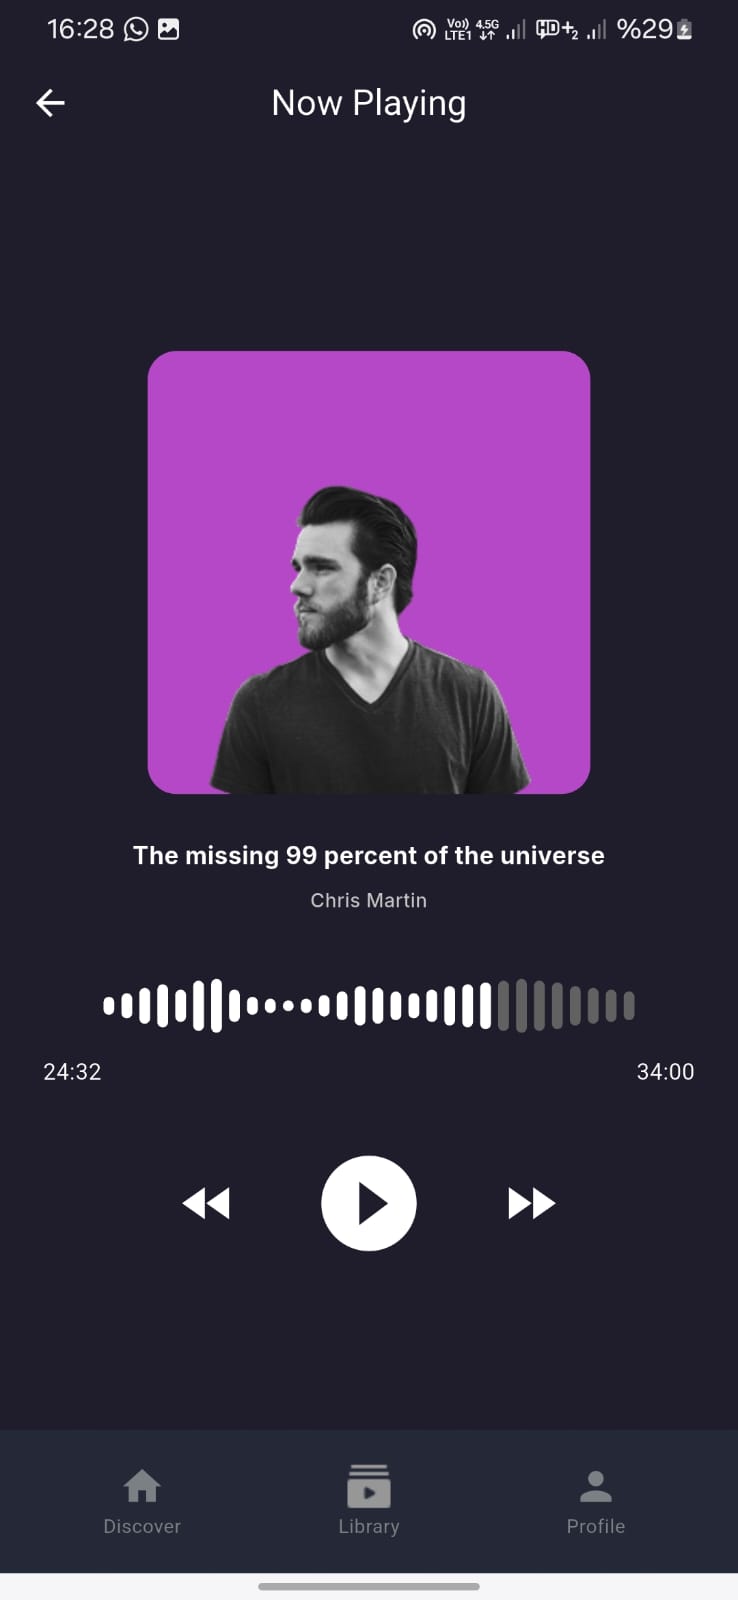 16:28 Vo)) LTE1 4.5G HD+2 %29
Now Playing
The missing 99 percent of the universe
Chris Martin
24:32 34:00
Discover Library Profile